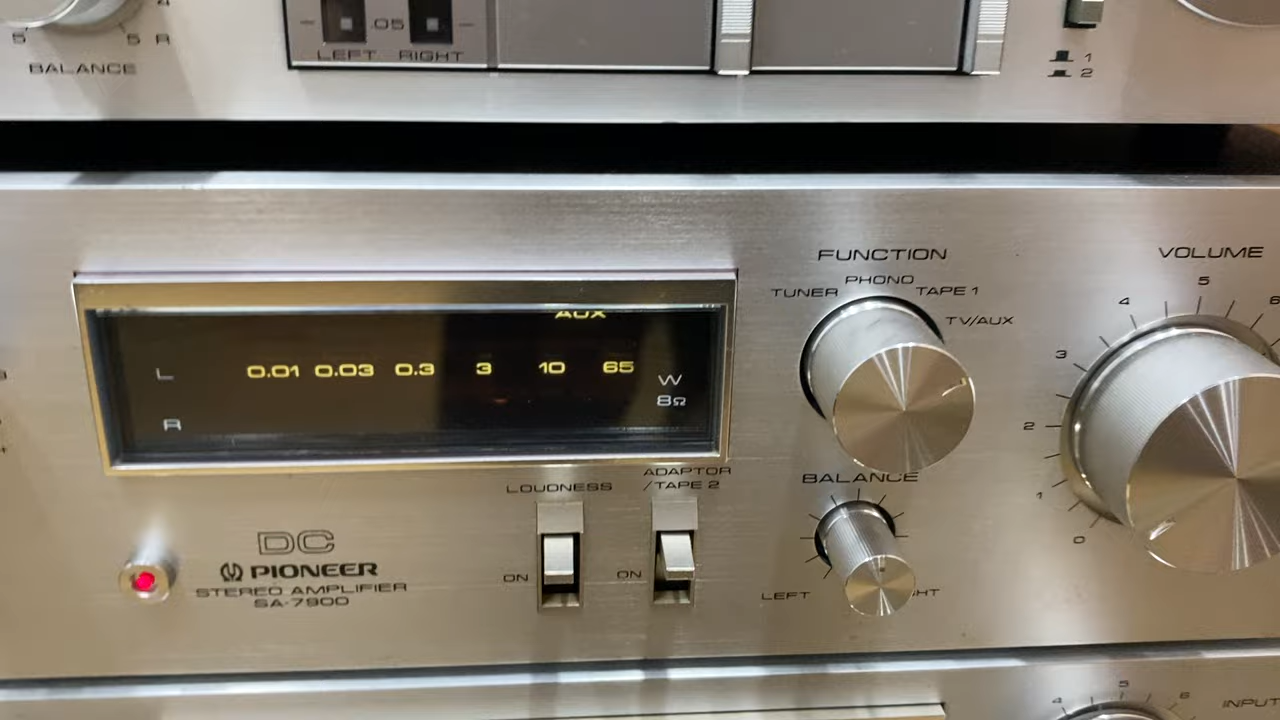 4
5
5 R
.05
LEFT RIGHT
BALANCE
1
2
FUNCTION
VOLUME
PHONO
TUNER
TAPE 1
TV/AUX
5
4
6
3
2
1
0
AUX
0.01 0.03 0.3 3 10 65
L
W
8Ω
R
ADAPTOR
/TAPE 2
LOUDNESS
BALANCE
ON
ON
DC
PIONEER
STEREO AMPLIFIER
SA-7900
LEFT
HT
5
4
6
INPUT